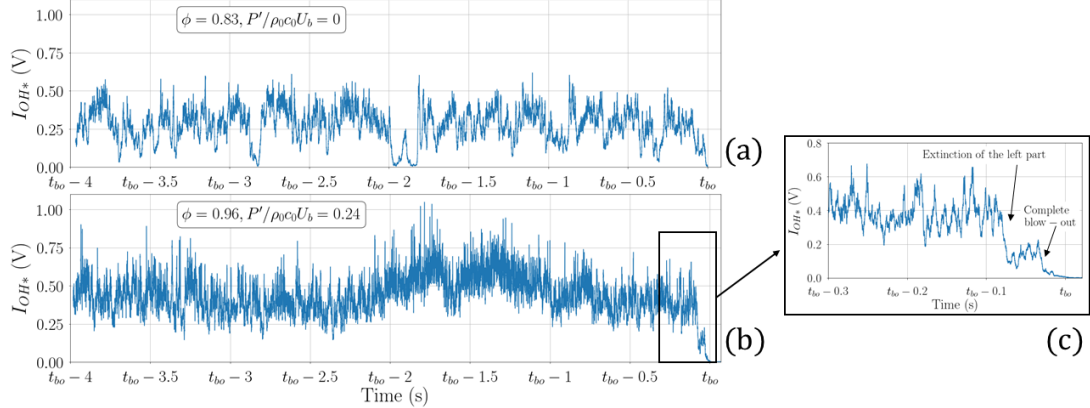 ϕ = 0.83, P′/ρ₀c₀U_b = 0
I_{OH*} (V)
1.00
0.75
0.50
0.25
0.00
t_{bo} − 4
t_{bo} − 3.5
t_{bo} − 3
t_{bo} − 2.5
t_{bo} − 2
t_{bo} − 1.5
t_{bo} − 1
t_{bo} − 0.5
t_{bo}
(a)
ϕ = 0.96, P′/ρ₀c₀U_b = 0.24
I_{OH*} (V)
1.00
0.75
0.50
0.25
0.00
t_{bo} − 4
t_{bo} − 3.5
t_{bo} − 3
t_{bo} − 2.5
t_{bo} − 2
t_{bo} − 1.5
t_{bo} − 1
t_{bo} − 0.5
t_{bo}
Time (s)
(b)
Extinction of the left part
Complete
blow − out
I_{OH*} (V)
0.8
0.6
0.4
0.2
0.0
t_{bo} − 0.3
t_{bo} − 0.2
t_{bo} − 0.1
t_{bo}
Time (s)
(c)